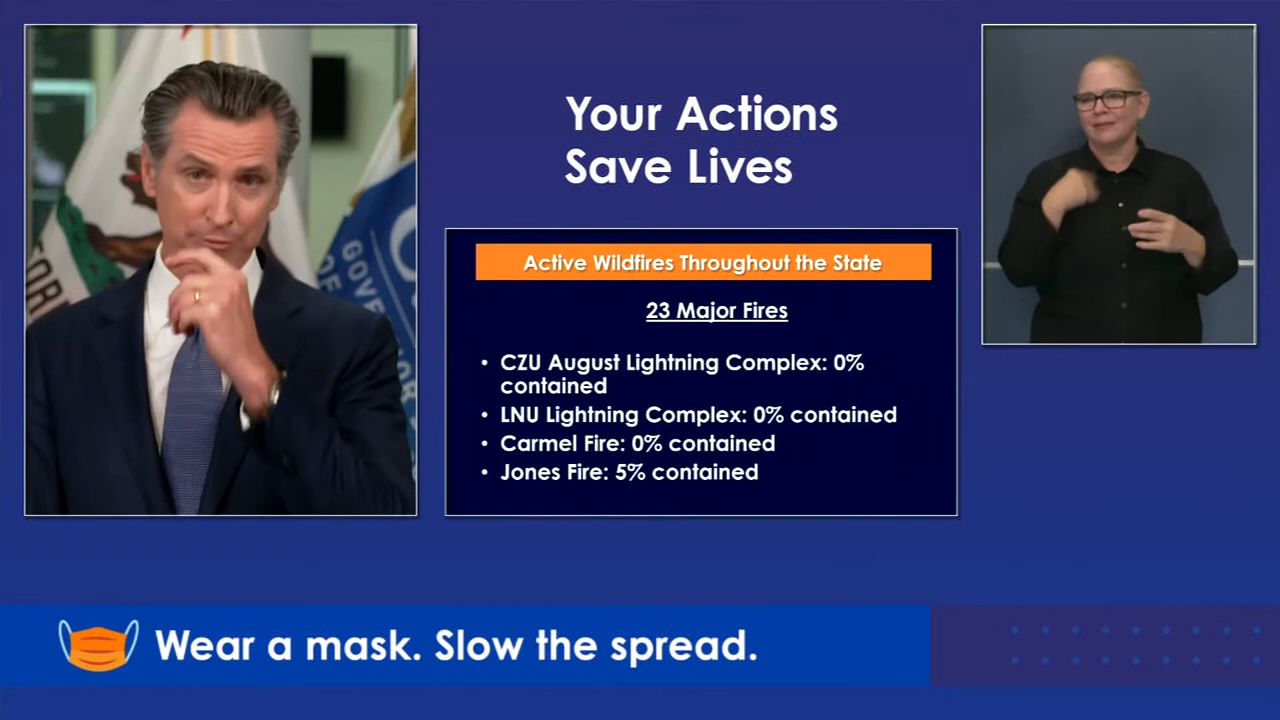 Your Actions
Save Lives
Active Wildfires Throughout the State
23 Major Fires
• CZU August Lightning Complex: 0%
contained
• LNU Lightning Complex: 0% contained
• Carmel Fire: 0% contained
• Jones Fire: 5% contained
Wear a mask. Slow the spread.